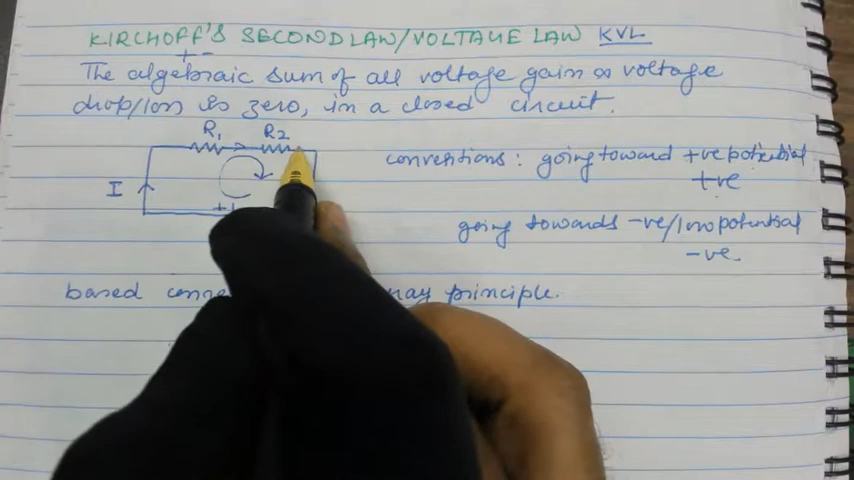 KIRCHOFF'S SECOND LAW/VOLTAGE LAW KVL
+ -
The algebraic sum of all voltage gain or voltage
drop/loss is zero, in a closed circuit.
R1 R2
I
conventions: going toward +ve potential
+ve
going towards -ve/low potential
-ve.
based principle.